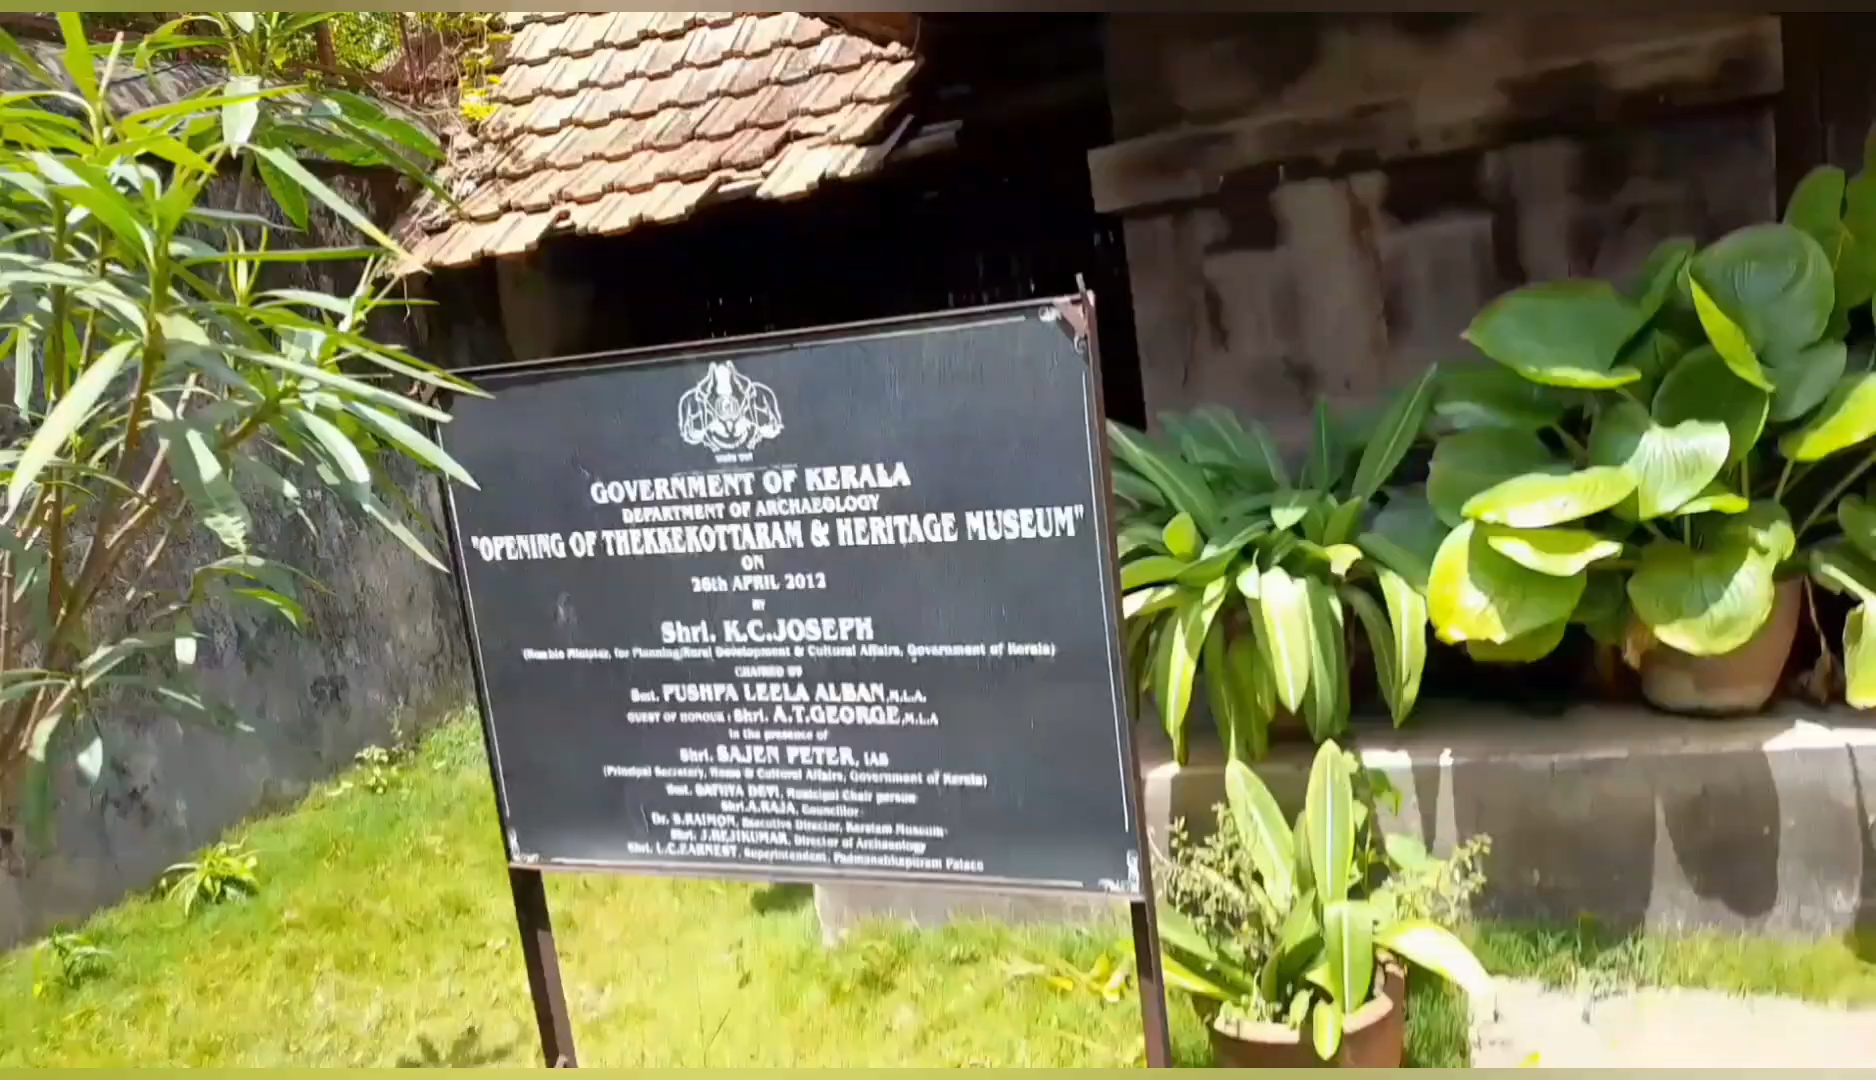 GOVERNMENT OF KERALA
DEPARTMENT OF ARCHAEOLOGY
"OPENING OF THEKKEKOTTARAM & HERITAGE MUSEUM"
ON
26th APRIL 2012
BY
Shri. K.C.JOSEPH
(Hon'ble Minister, for Planning/Rural Development & Cultural Affairs, Government of Kerala)
CHAIRED BY
Smt. PUSHPA LEELA ALBAN, M.L.A.
GUEST OF HONOUR : Shri. A.T.GEORGE, M.L.A
In the presence of
Shri. SAJEN PETER, IAS
(Principal Secretary, Home & Cultural Affairs, Government of Kerala)
Smt. SATHYA DEVI, Municipal Chair person
Shri.A.RAJA, Councillor
Dr. S.RAIMON, Executive Director, Keralam Museum
Shri. J.REJIKUMAR, Director of Archaeology
Shri. L.C.EARNEST, Superintendent, Padmanabhapuram Palace